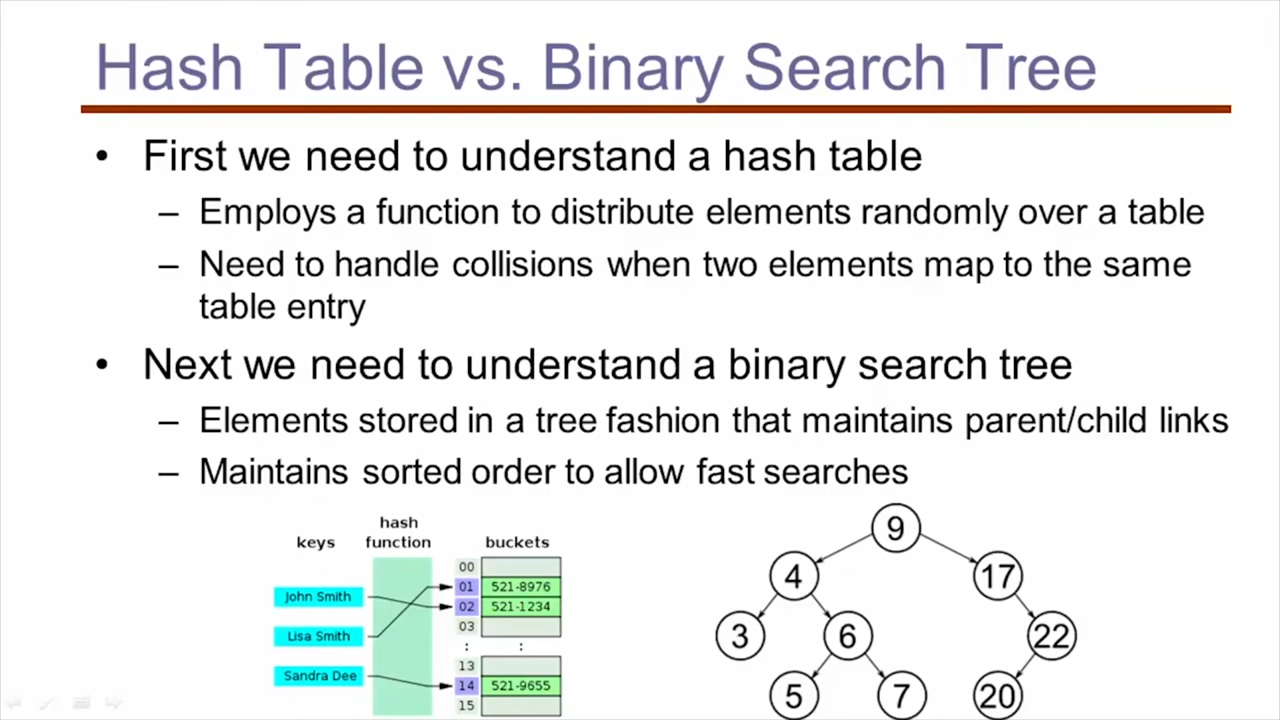 Hash Table vs. Binary Search Tree
• First we need to understand a hash table
– Employs a function to distribute elements randomly over a table
– Need to handle collisions when two elements map to the same
table entry
• Next we need to understand a binary search tree
– Elements stored in a tree fashion that maintains parent/child links
– Maintains sorted order to allow fast searches
keys
hash
function
buckets
John Smith
Lisa Smith
Sandra Dee
00
01 521-8976
02 521-1234
03
: :
13
14 521-9655
15
9
4 17
3 6 22
5 7 20